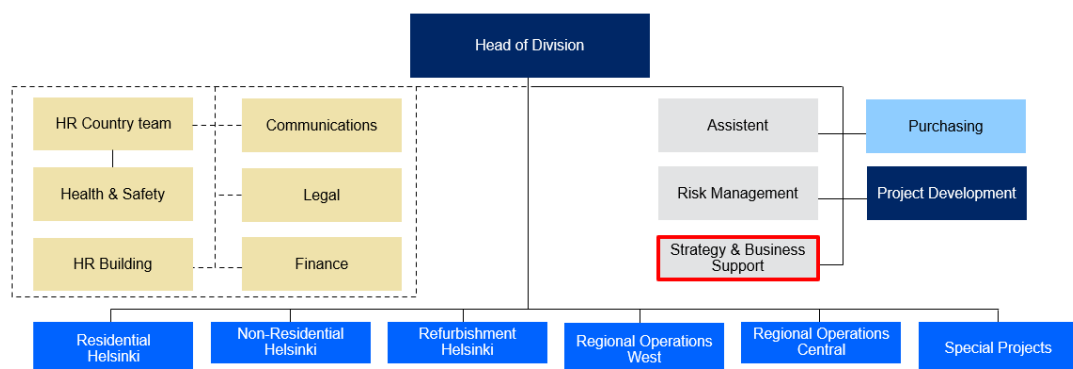 Head of Division
HR Country team
Communications
Assistent
Purchasing
Health & Safety
Legal
Risk Management
Project Development
HR Building
Finance
Strategy & Business
Support
Residential
Helsinki
Non-Residential
Helsinki
Refurbishment
Helsinki
Regional Operations
West
Regional Operations
Central
Special Projects